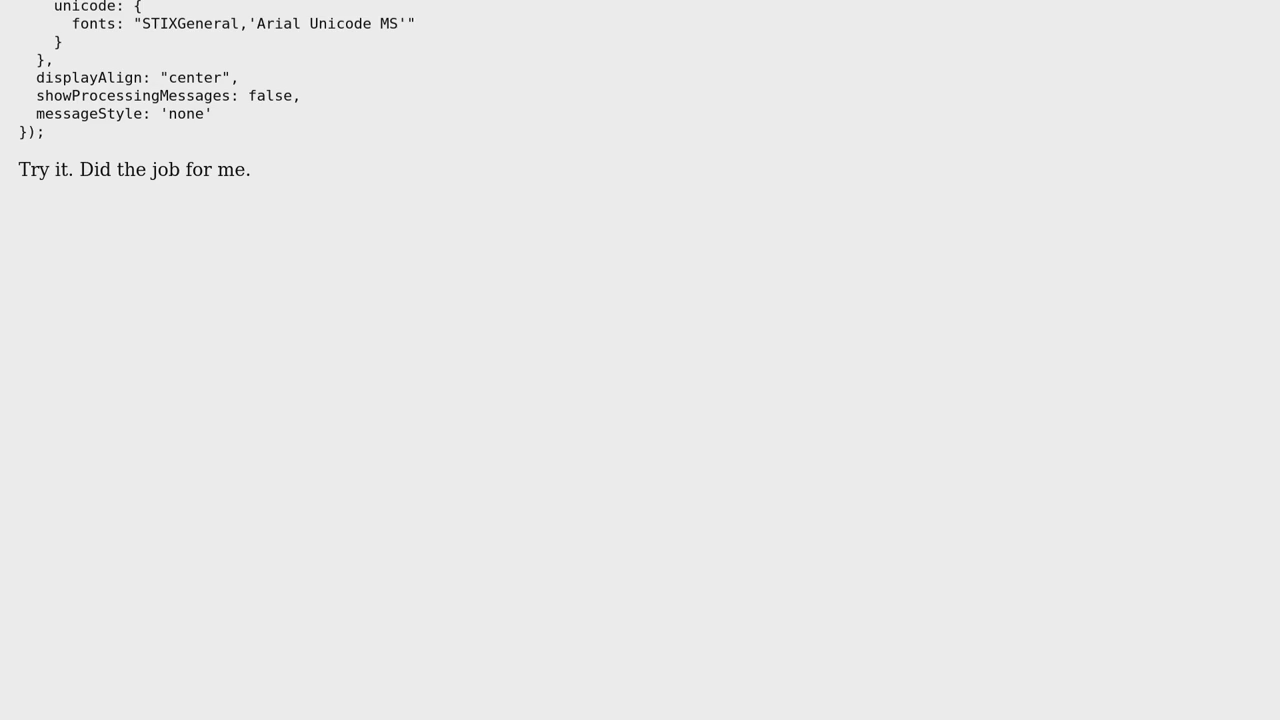 unicode: {
      fonts: "STIXGeneral,'Arial Unicode MS'"
    }
  },
  displayAlign: "center",
  showProcessingMessages: false,
  messageStyle: 'none'
});
Try it. Did the job for me.